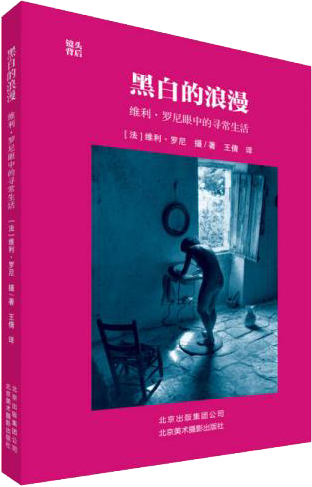 镜头
背后
黑白的浪漫
维利·罗尼眼中的寻常生活
[法]维利·罗尼 摄/著 王倩 译
北京出版集团公司
北京美术摄影出版社
黑白的浪漫
维利·罗尼眼中的寻常生活
[法]维利·罗尼 摄/著 王倩 译
北京出版集团公司
北京美术摄影出版社